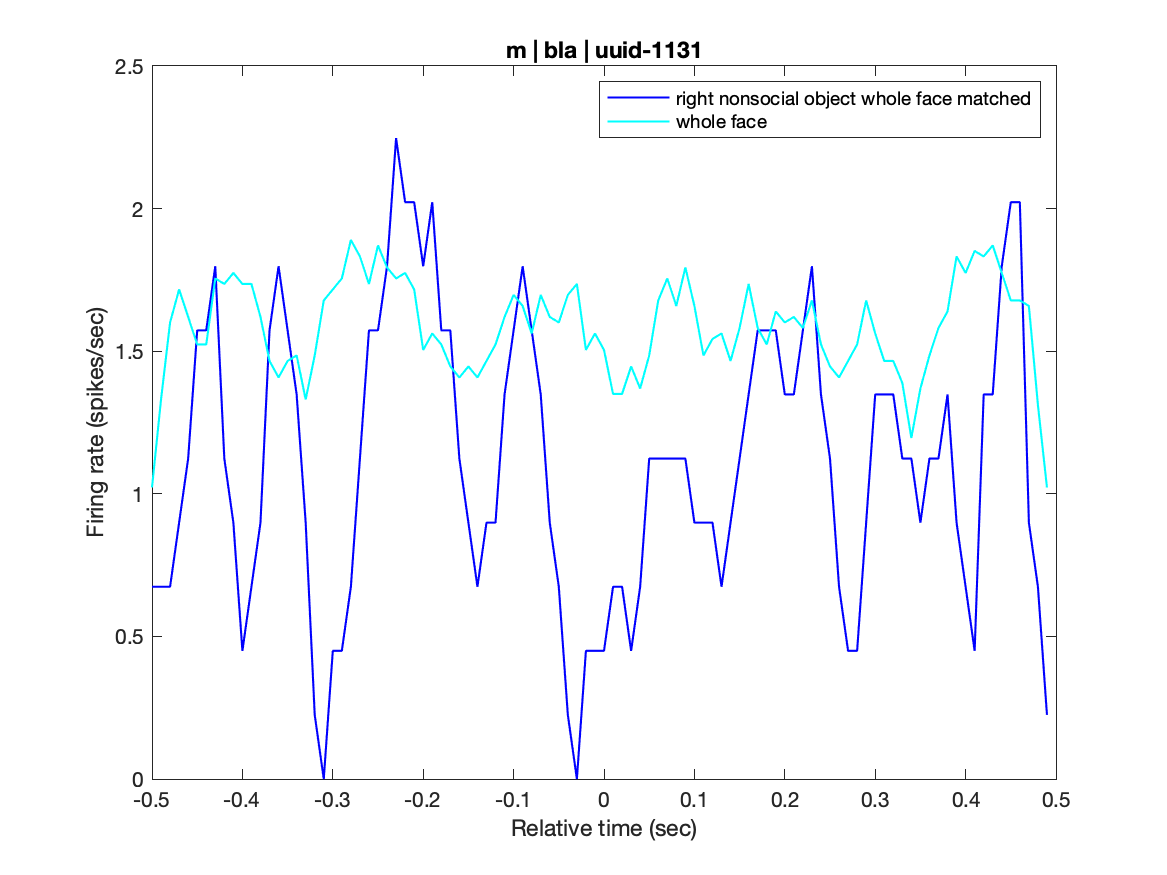 m | bla | uuid-1131
right nonsocial object whole face matched
whole face
2.5
2
1.5
1
0.5
0
Firing rate (spikes/sec)
-0.5 -0.4 -0.3 -0.2 -0.1 0 0.1 0.2 0.3 0.4 0.5
Relative time (sec)